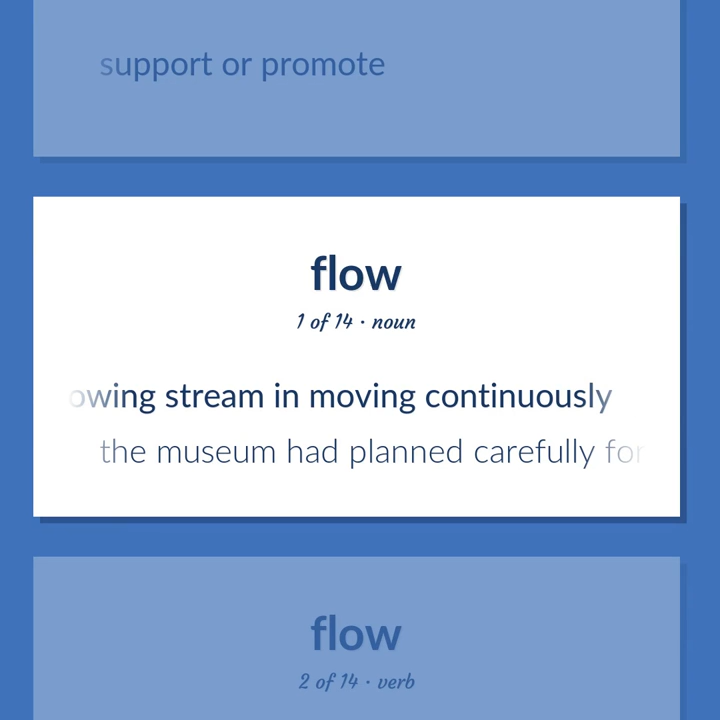 support or promote
flow
1 of 14 · noun
owing stream in moving continuously
the museum had planned carefully for
flow
2 of 14 · verb